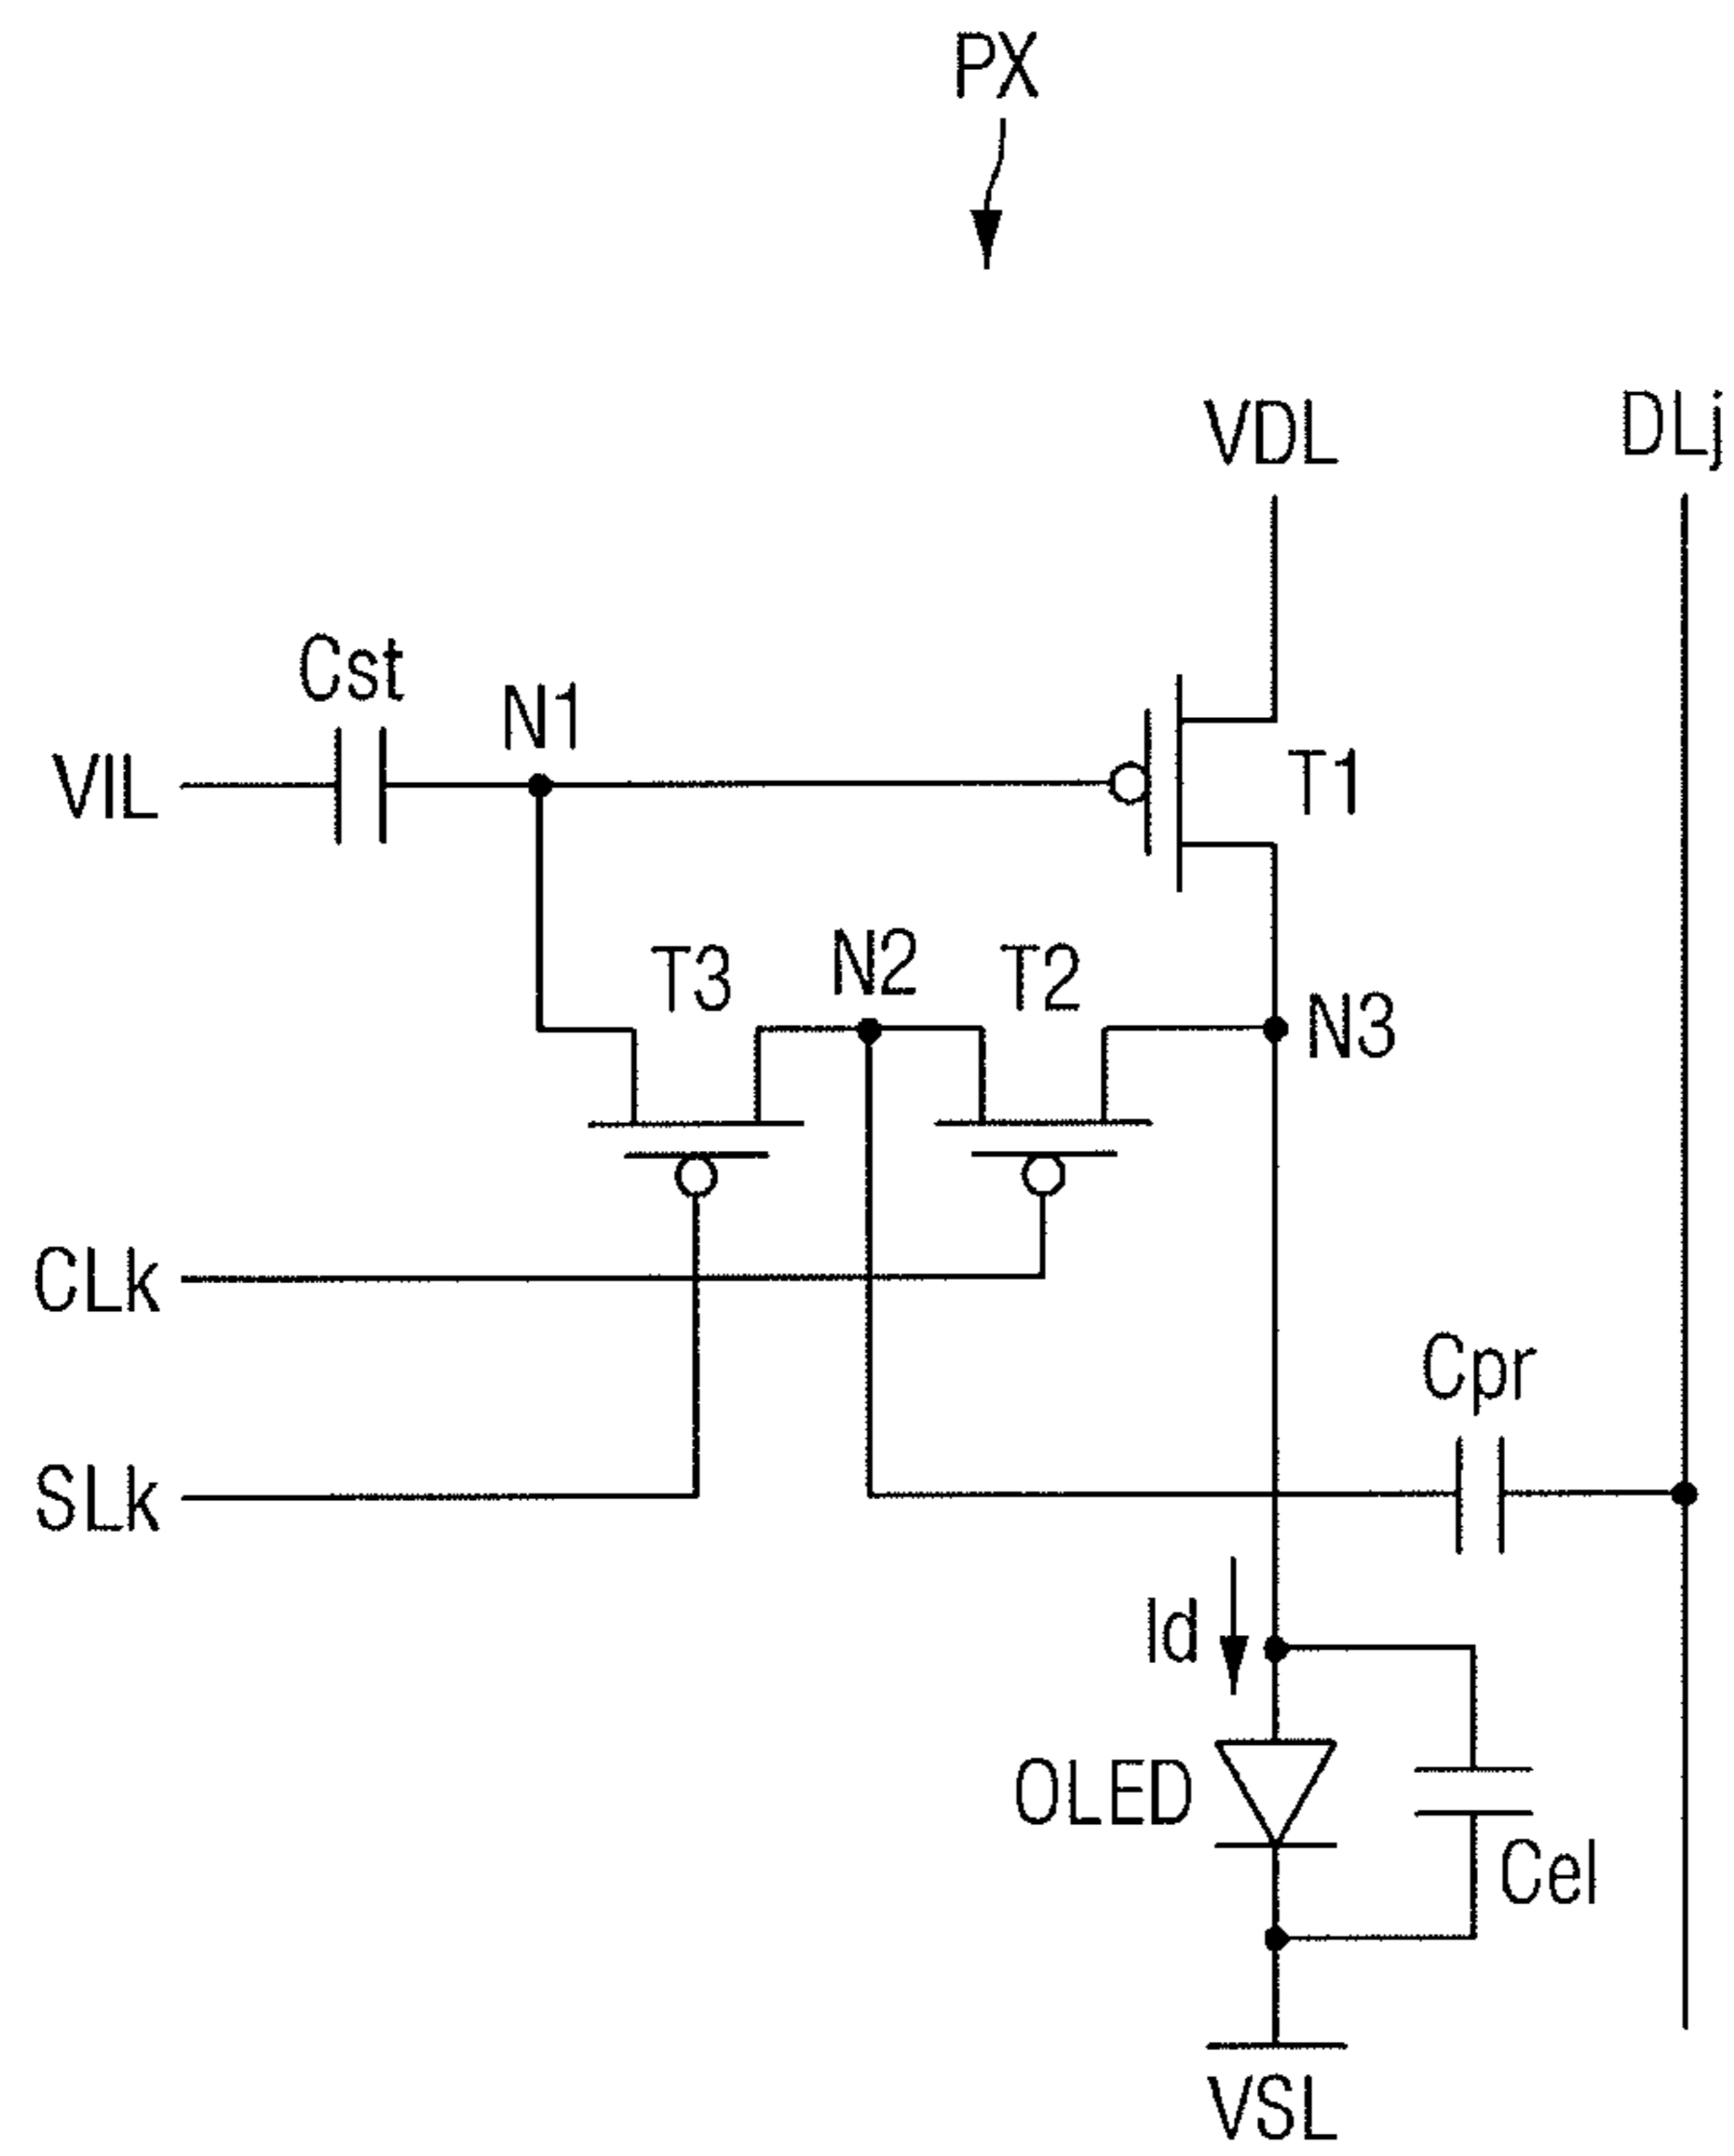 PX
VDL
DLj
Cst
N1
VIL
T1
T3
N2
T2
N3
CLk
Cpr
SLk
Id
OLED
Cel
VSL